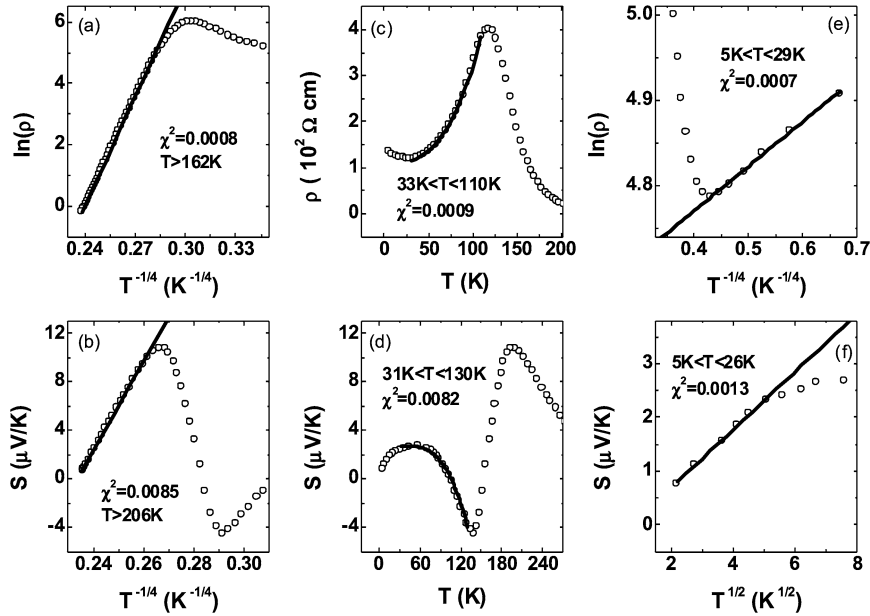 (a)
ln(ρ)
6
4
2
0
χ²=0.0008
T>162K
0.24
0.27
0.30
0.33
T⁻¹/⁴ (K⁻¹/⁴)
(c)
ρ ( 10² Ω cm)
5
4
3
2
1
0
33K<T<110K
χ²=0.0009
0
50
100
150
200
T (K)
(e)
ln(ρ)
5.0
4.9
4.8
5K<T<29K
χ²=0.0007
0.4
0.5
0.6
0.7
T⁻¹/⁴ (K⁻¹/⁴)
(b)
S (μV/K)
12
8
4
0
-4
χ²=0.0085
T>206K
0.24
0.26
0.28
0.30
T⁻¹/⁴ (K⁻¹/⁴)
(d)
S (μV/K)
12
8
4
0
-4
31K<T<130K
χ²=0.0082
0
60
120
180
240
T (K)
(f)
S (μV/K)
3
2
1
0
5K<T<26K
χ²=0.0013
2
4
6
8
T¹/² (K¹/²)